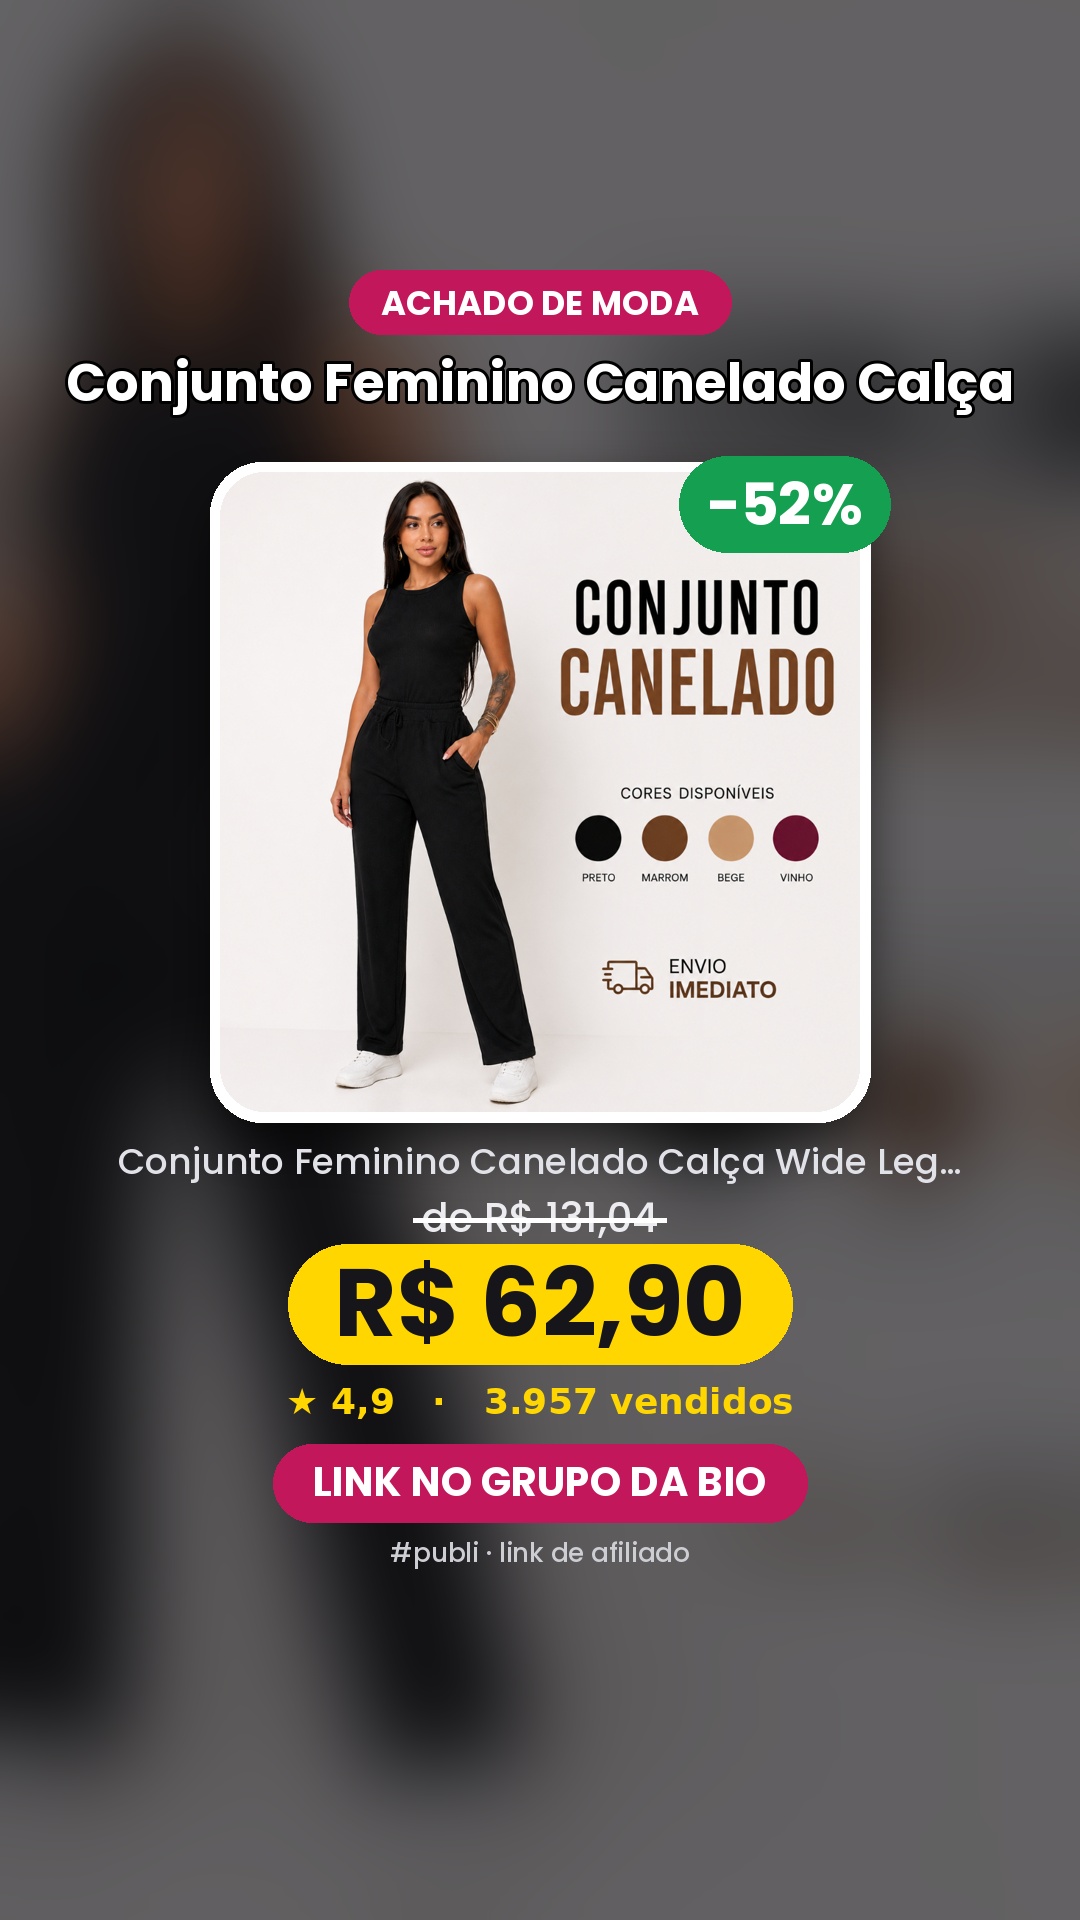 ACHADO DE MODA
Conjunto Feminino Canelado Calça
-52%
CONJUNTO
CANELADO
CORES DISPONÍVEIS
PRETO MARROM BEGE VINHO
ENVIO
IMEDIATO
Conjunto Feminino Canelado Calça Wide Leg...
de R$ 131,04
R$ 62,90
★ 4,9 · 3.957 vendidos
LINK NO GRUPO DA BIO
#publi · link de afiliado